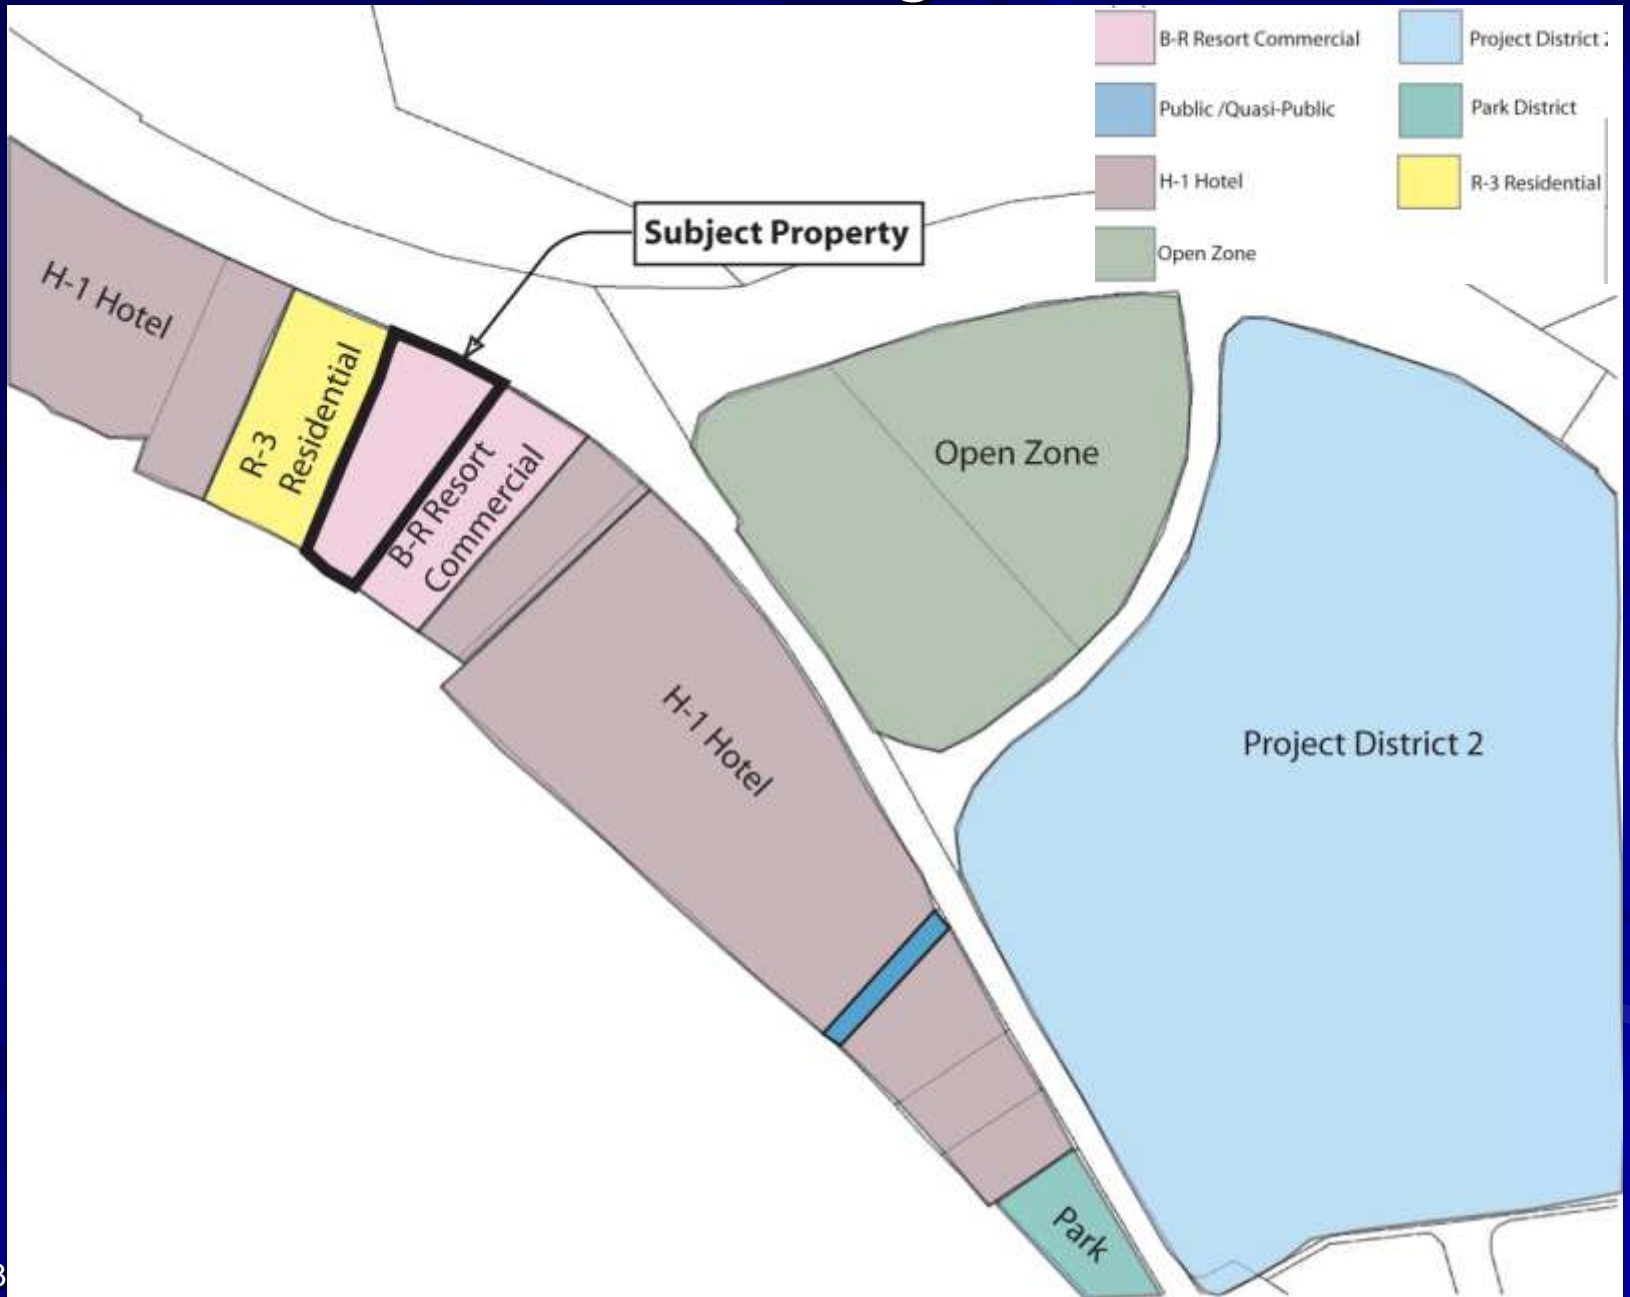 B-R Resort Commercial
Project District 2
Public /Quasi-Public
Park District
H-1 Hotel
R-3 Residential
Open Zone
Subject Property
H-1 Hotel
R-3
Residential
B-R Resort
Commercial
Open Zone
H-1 Hotel
Project District 2
Park